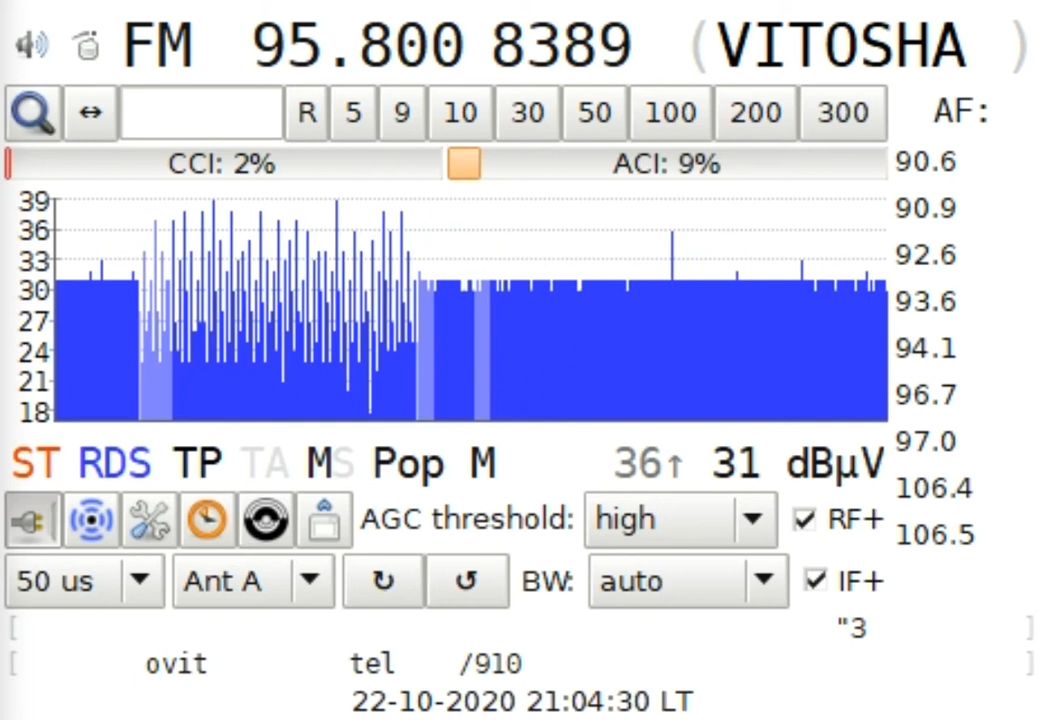 FM 95.800 8389 (VITOSHA )
↔ R 5 9 10 30 50 100 200 300 AF:
CCI: 2% ACI: 9% 90.6
39
36
33
30
27
24
21
18
90.9
92.6
93.6
94.1
96.7
97.0
106.4
106.5
ST RDS TP TA MS Pop M 36↑ 31 dBµV
AGC threshold: high RF+
50 us Ant A ↻ ↺ BW: auto IF+
[ "3 ]
[ ovit tel /910 ]
22-10-2020 21:04:30 LT